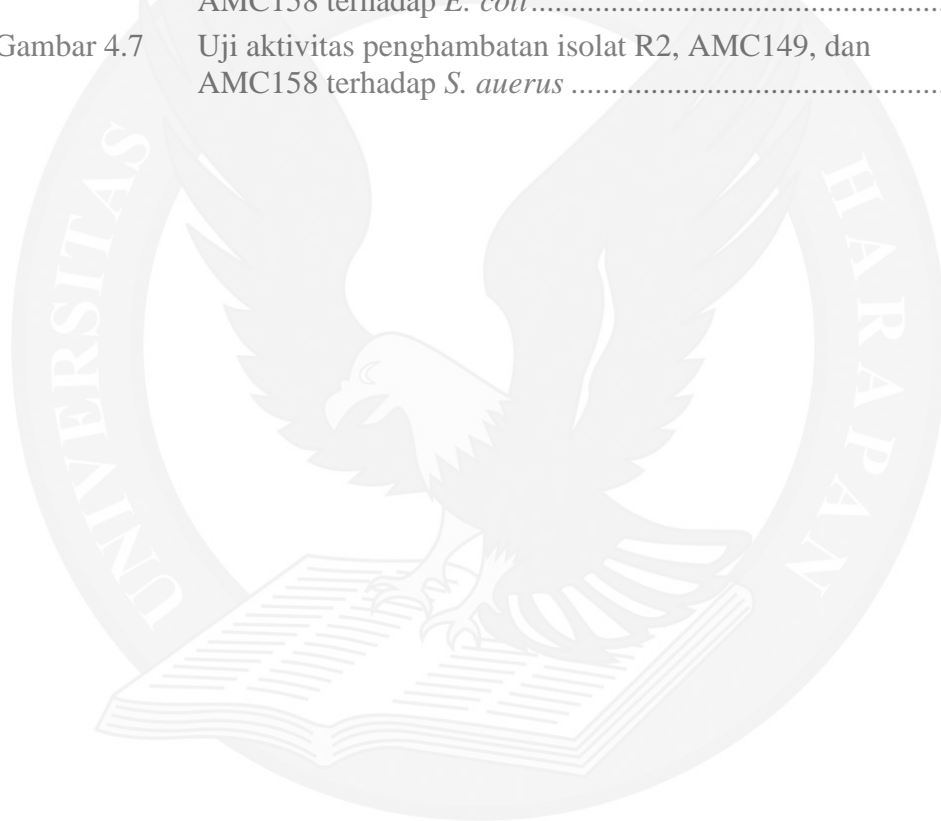 AMC158 terhadap E. coli........................................................
Gambar 4.7 Uji aktivitas penghambatan isolat R2, AMC149, dan
AMC158 terhadap S. auerus ........................................................
UNIVERSITAS
HARAPAN